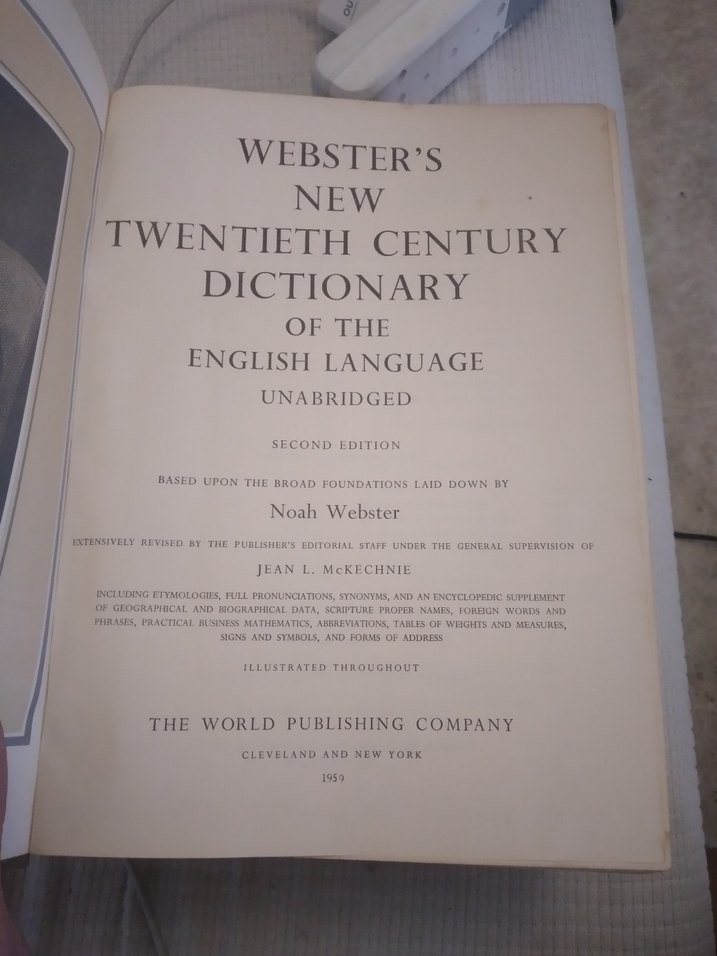 WEBSTER'S
NEW
TWENTIETH CENTURY
DICTIONARY
OF THE
ENGLISH LANGUAGE
UNABRIDGED
SECOND EDITION
BASED UPON THE BROAD FOUNDATIONS LAID DOWN BY
Noah Webster
EXTENSIVELY REVISED BY THE PUBLISHER'S EDITORIAL STAFF UNDER THE GENERAL SUPERVISION OF
JEAN L. McKECHNIE
INCLUDING ETYMOLOGIES, FULL PRONUNCIATIONS, SYNONYMS, AND AN ENCYCLOPEDIC SUPPLEMENT
OF GEOGRAPHICAL AND BIOGRAPHICAL DATA, SCRIPTURE PROPER NAMES, FOREIGN WORDS AND
PHRASES, PRACTICAL BUSINESS MATHEMATICS, ABBREVIATIONS, TABLES OF WEIGHTS AND MEASURES,
SIGNS AND SYMBOLS, AND FORMS OF ADDRESS
ILLUSTRATED THROUGHOUT
THE WORLD PUBLISHING COMPANY
CLEVELAND AND NEW YORK
1959